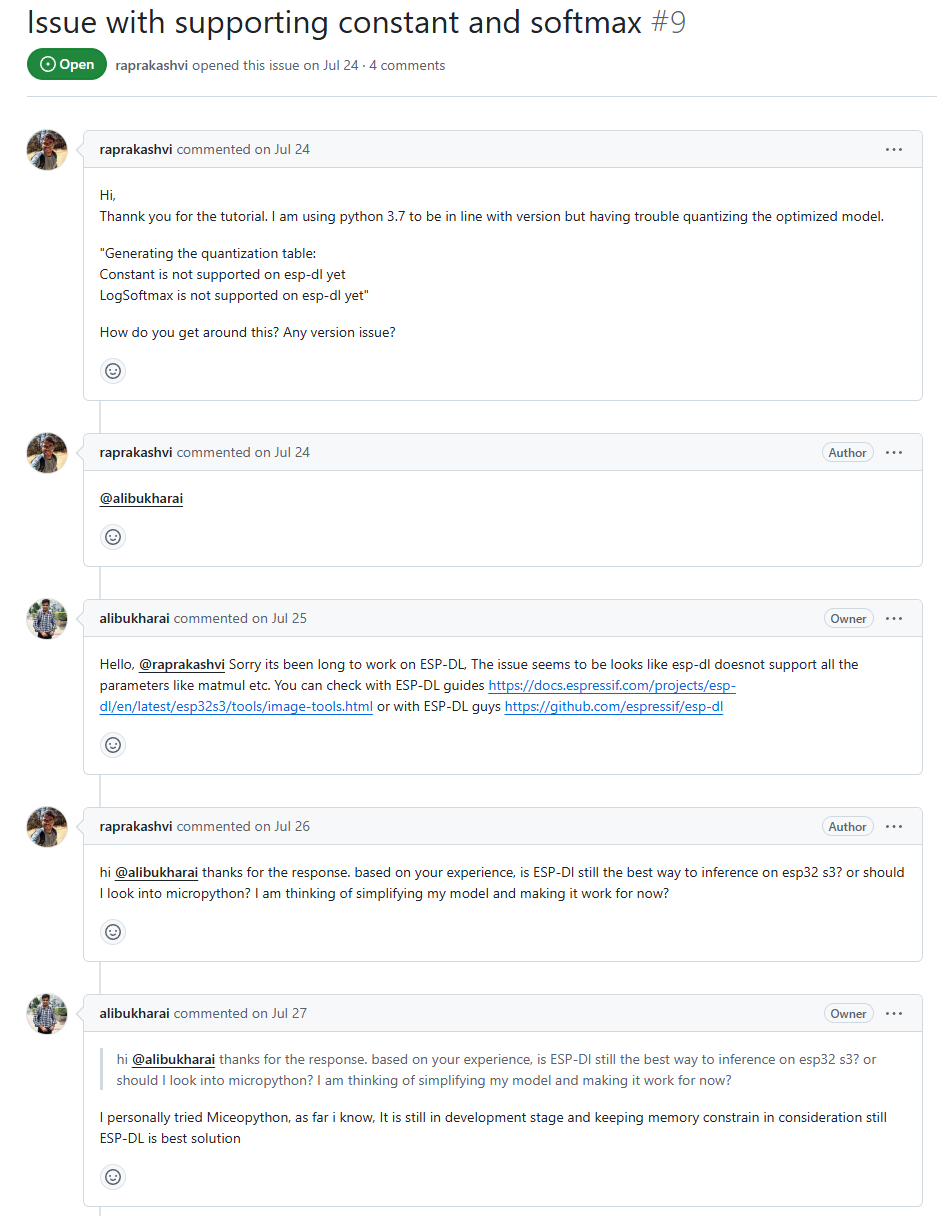 Issue with supporting constant and softmax #9
Open raprakashvi opened this issue on Jul 24 · 4 comments
raprakashvi commented on Jul 24
Hi,
Thannk you for the tutorial. I am using python 3.7 to be in line with version but having trouble quantizing the optimized model.
"Generating the quantization table:
Constant is not supported on esp-dl yet
LogSoftmax is not supported on esp-dl yet"
How do you get around this? Any version issue?
raprakashvi commented on Jul 24 Author
@alibukharai
alibukharai commented on Jul 25 Owner
Hello, @raprakashvi Sorry its been long to work on ESP-DL, The issue seems to be looks like esp-dl doesnot support all the
parameters like matmul etc. You can check with ESP-DL guides https://docs.espressif.com/projects/esp-
dl/en/latest/esp32s3/tools/image-tools.html or with ESP-DL guys https://github.com/espressif/esp-dl
raprakashvi commented on Jul 26 Author
hi @alibukharai thanks for the response. based on your experience, is ESP-Dl still the best way to inference on esp32 s3? or should
I look into micropython? I am thinking of simplifying my model and making it work for now?
alibukharai commented on Jul 27 Owner
hi @alibukharai thanks for the response. based on your experience, is ESP-Dl still the best way to inference on esp32 s3? or
should I look into micropython? I am thinking of simplifying my model and making it work for now?
I personally tried Miceopython, as far i know, It is still in development stage and keeping memory constrain in consideration still
ESP-DL is best solution